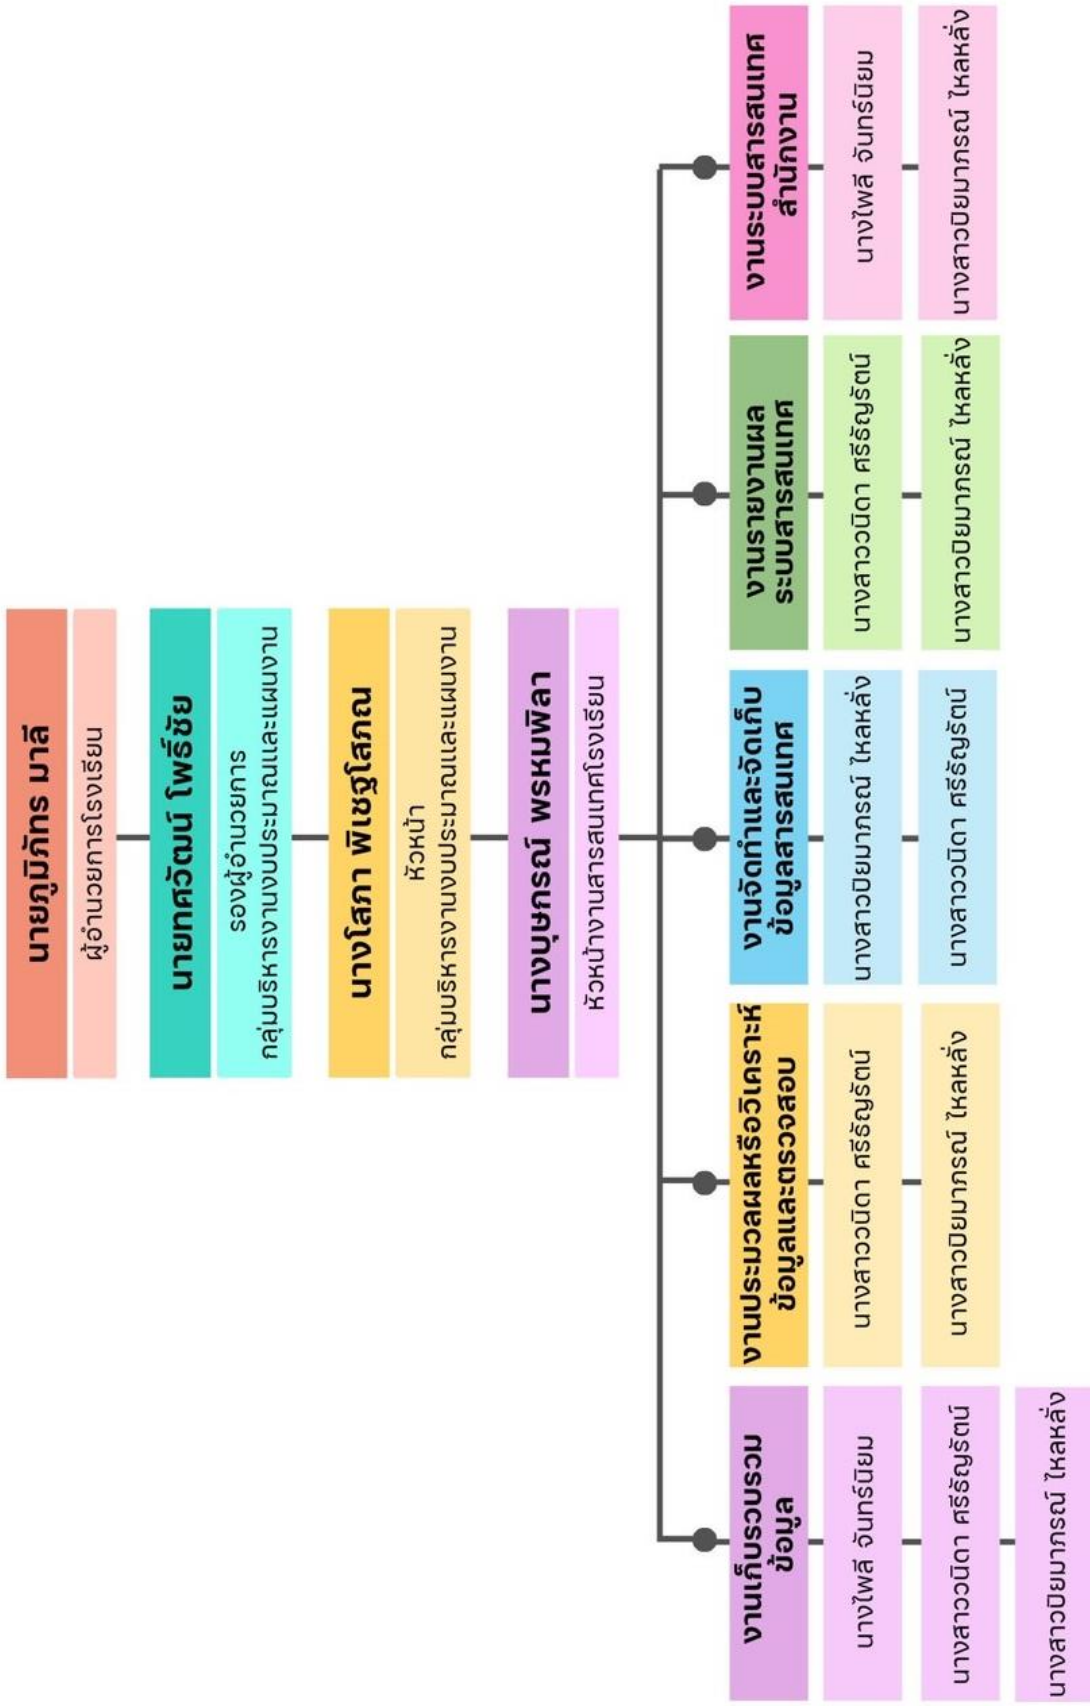 นายภูมิภัทร มาลี
ผู้อำนวยการโรงเรียน
นายทศวัฒน์ โพธิ์ชัย
รองผู้อำนวยการ
กลุ่มบริหารงานงบประมาณและแผนงาน
นางโสภา พิเชฐโสภณ
หัวหน้า
กลุ่มบริหารงานงบประมาณและแผนงาน
นางบุษกรณ์ พรหมพิลา
หัวหน้างานสารสนเทศโรงเรียน
งานเก็บรวบรวม
ข้อมูล
นางไพลี จันทร์นิยม
นางสาววนิดา ศรีธัญรัตน์
นางสาวปิยมาภรณ์ ไหลหลั่ง
งานประมวลผลหรือวิเคราะห์
ข้อมูลและตรวจสอบ
นางสาววนิดา ศรีธัญรัตน์
นางสาวปิยมาภรณ์ ไหลหลั่ง
งานจัดทำและจัดเก็บ
ข้อมูลสารสนเทศ
นางสาวปิยมาภรณ์ ไหลหลั่ง
นางสาววนิดา ศรีธัญรัตน์
งานรายงานผล
ระบบสารสนเทศ
นางสาววนิดา ศรีธัญรัตน์
นางสาวปิยมาภรณ์ ไหลหลั่ง
งานระบบสารสนเทศ
สำนักงาน
นางไพลี จันทร์นิยม
นางสาวปิยมาภรณ์ ไหลหลั่ง